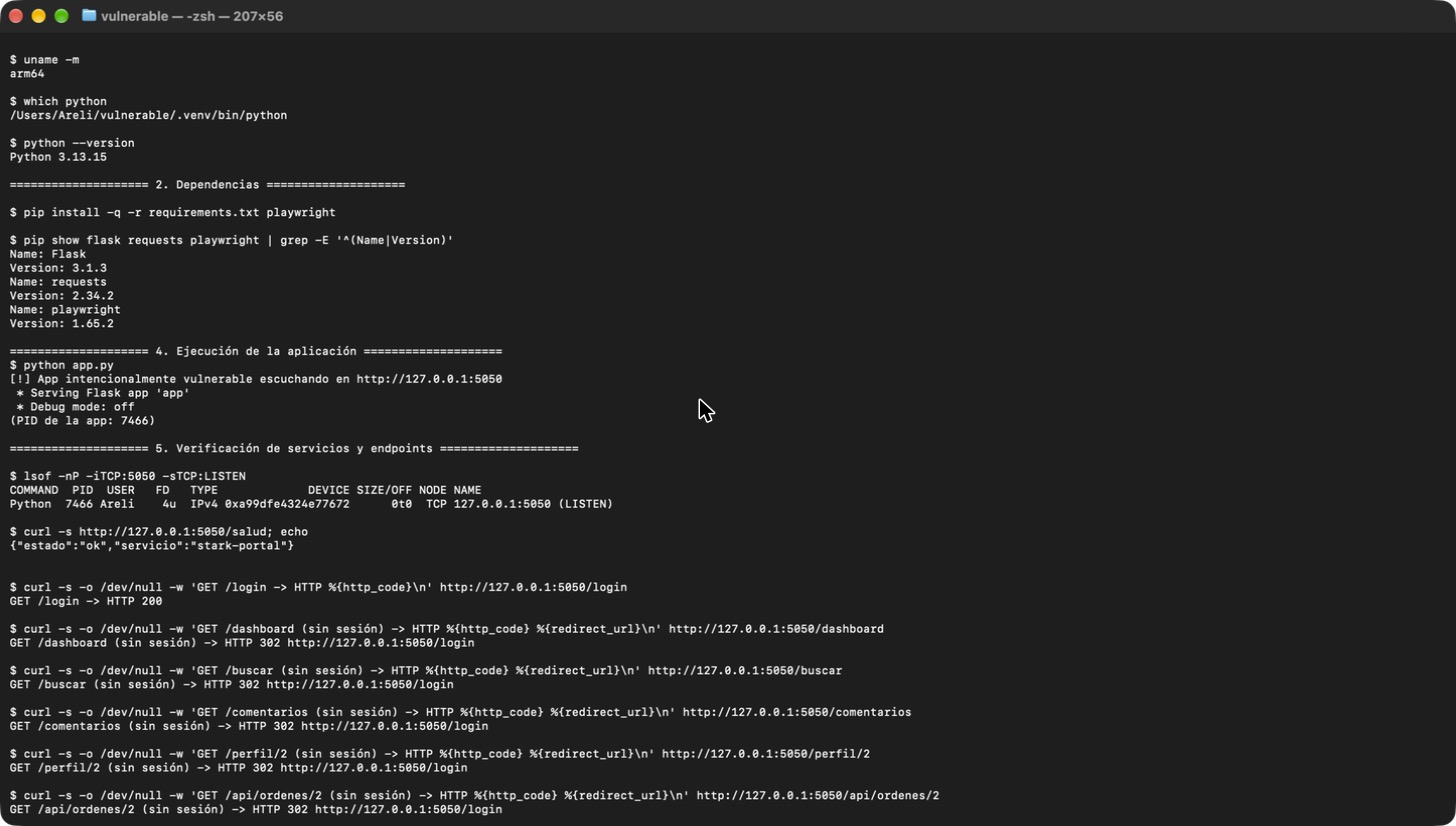 vulnerable — -zsh — 207×56
$ uname -m
arm64
$ which python
/Users/Areli/vulnerable/.venv/bin/python
$ python --version
Python 3.13.15
==================== 2. Dependencias ====================
$ pip install -q -r requirements.txt playwright
$ pip show flask requests playwright | grep -E '^(Name|Version)'
Name: Flask
Version: 3.1.3
Name: requests
Version: 2.34.2
Name: playwright
Version: 1.65.2
==================== 4. Ejecución de la aplicación ====================
$ python app.py
[!] App intencionalmente vulnerable escuchando en http://127.0.0.1:5050
 * Serving Flask app 'app'
 * Debug mode: off
(PID de la app: 7466)
==================== 5. Verificación de servicios y endpoints ====================
$ lsof -nP -iTCP:5050 -sTCP:LISTEN
COMMAND  PID  USER   FD   TYPE             DEVICE SIZE/OFF NODE NAME
Python  7466 Areli    4u  IPv4 0xa99dfe4324e77672      0t0  TCP 127.0.0.1:5050 (LISTEN)
$ curl -s http://127.0.0.1:5050/salud; echo
{"estado":"ok","servicio":"stark-portal"}
$ curl -s -o /dev/null -w 'GET /login -> HTTP %{http_code}\n' http://127.0.0.1:5050/login
GET /login -> HTTP 200
$ curl -s -o /dev/null -w 'GET /dashboard (sin sesión) -> HTTP %{http_code} %{redirect_url}\n' http://127.0.0.1:5050/dashboard
GET /dashboard (sin sesión) -> HTTP 302 http://127.0.0.1:5050/login
$ curl -s -o /dev/null -w 'GET /buscar (sin sesión) -> HTTP %{http_code} %{redirect_url}\n' http://127.0.0.1:5050/buscar
GET /buscar (sin sesión) -> HTTP 302 http://127.0.0.1:5050/login
$ curl -s -o /dev/null -w 'GET /comentarios (sin sesión) -> HTTP %{http_code} %{redirect_url}\n' http://127.0.0.1:5050/comentarios
GET /comentarios (sin sesión) -> HTTP 302 http://127.0.0.1:5050/login
$ curl -s -o /dev/null -w 'GET /perfil/2 (sin sesión) -> HTTP %{http_code} %{redirect_url}\n' http://127.0.0.1:5050/perfil/2
GET /perfil/2 (sin sesión) -> HTTP 302 http://127.0.0.1:5050/login
$ curl -s -o /dev/null -w 'GET /api/ordenes/2 (sin sesión) -> HTTP %{http_code} %{redirect_url}\n' http://127.0.0.1:5050/api/ordenes/2
GET /api/ordenes/2 (sin sesión) -> HTTP 302 http://127.0.0.1:5050/login